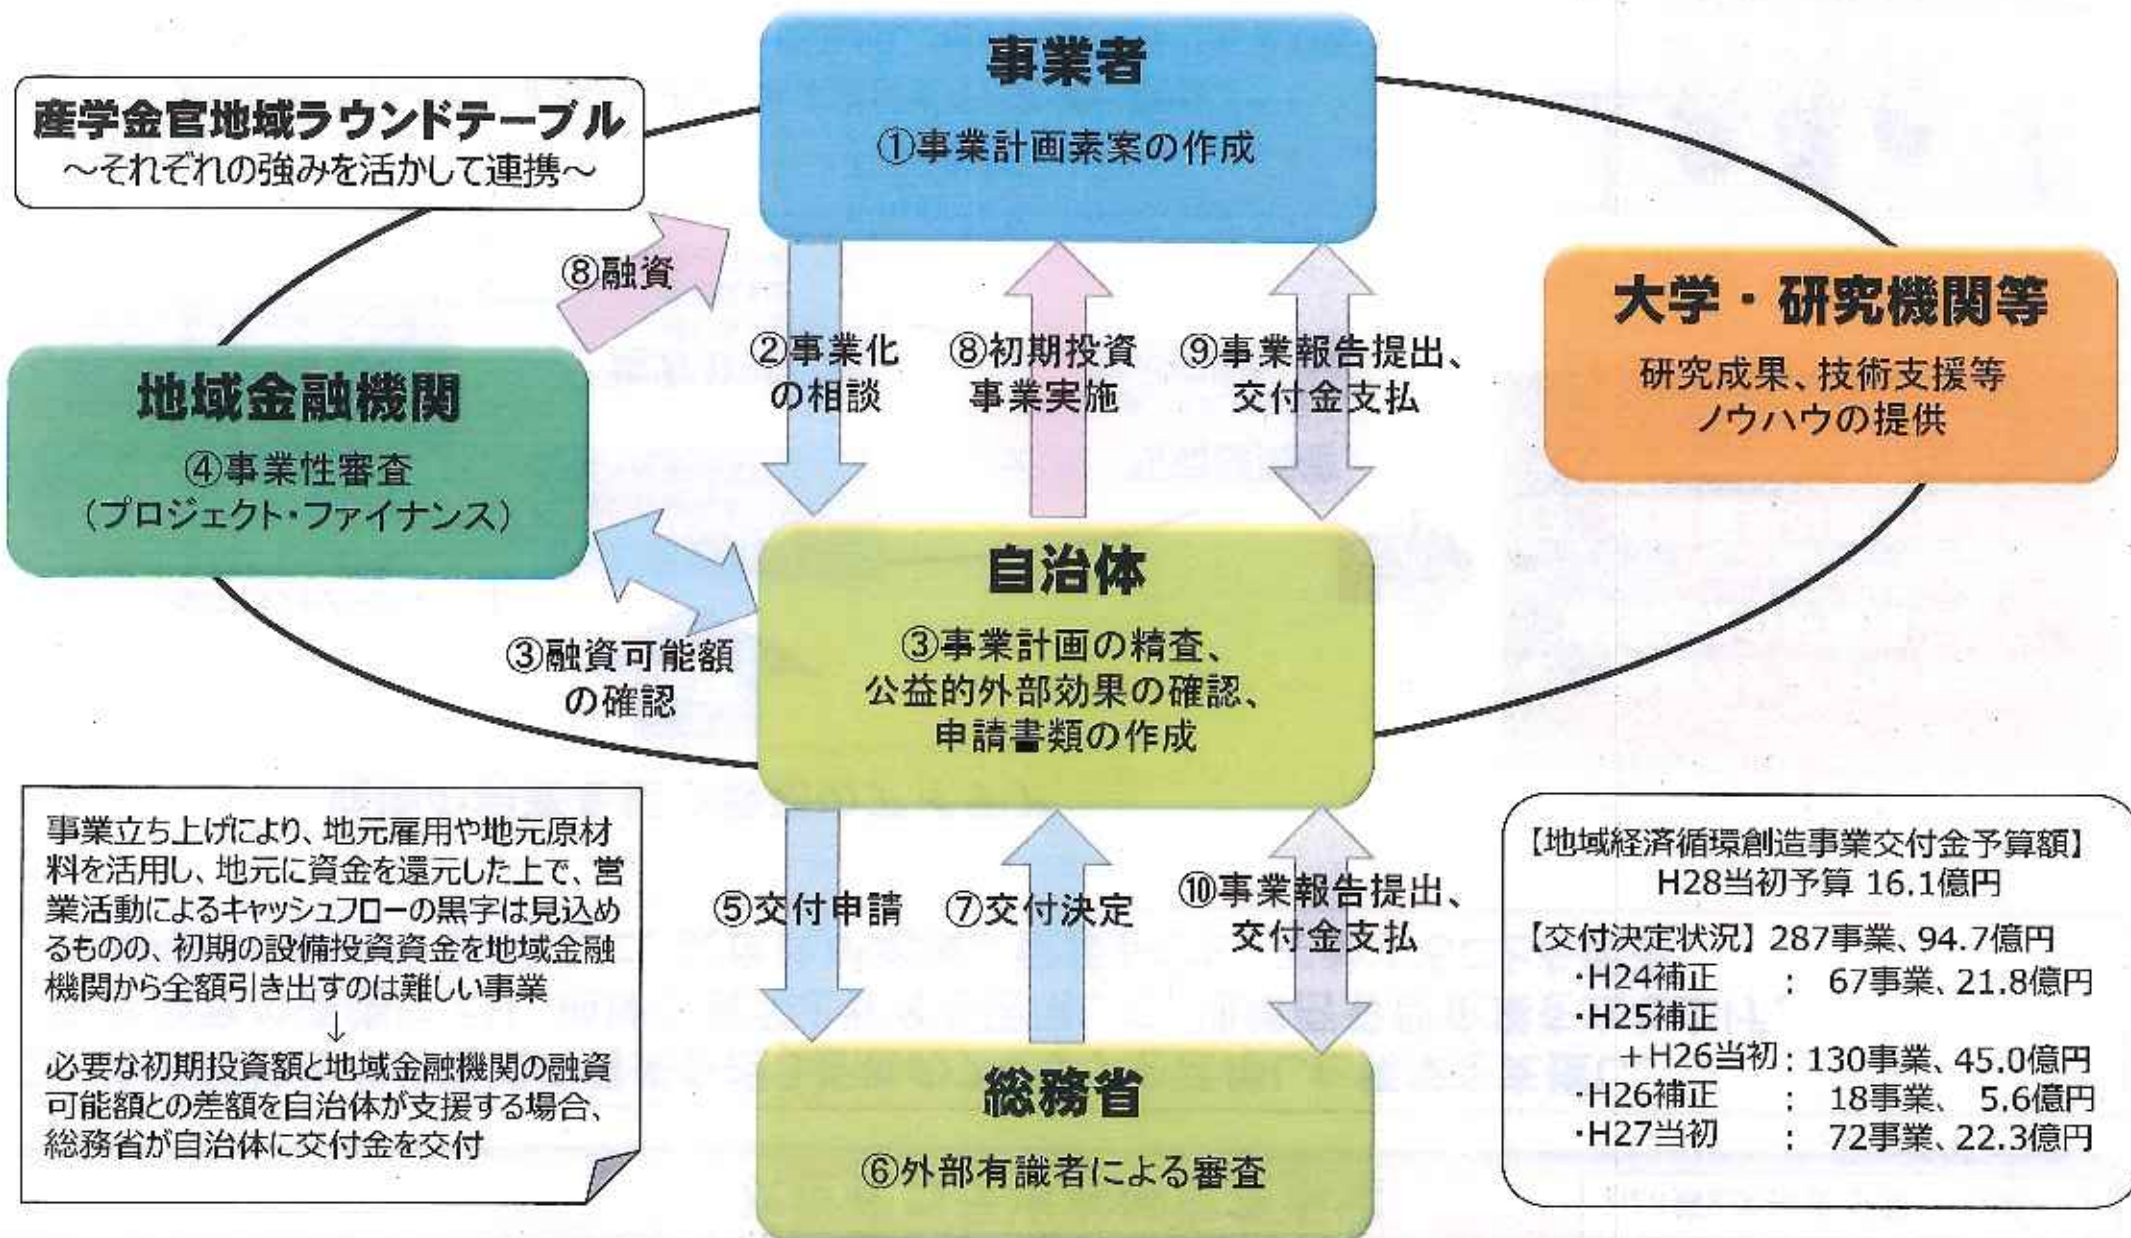 産学金官地域ラウンドテーブル
～それぞれの強みを活かして連携～
事業者
①事業計画素案の作成
⑧融資
地域金融機関
④事業性審査
（プロジェクト・ファイナンス）
②事業化
の相談
⑧初期投資
事業実施
⑨事業報告提出、
交付金支払
大学・研究機関等
研究成果、技術支援等
ノウハウの提供
③融資可能額
の確認
自治体
③事業計画の精査、
公益的外部効果の確認、
申請書類の作成
⑤交付申請
⑦交付決定
⑩事業報告提出、
交付金支払
総務省
⑥外部有識者による審査
事業立ち上げにより、地元雇用や地元原材
料を活用し、地元に資金を還元した上で、営
業活動によるキャッシュフローの黒字は見込め
るものの、初期の設備投資資金を地域金融
機関から全額引き出すのは難しい事業
↓
必要な初期投資額と地域金融機関の融資
可能額との差額を自治体が支援する場合、
総務省が自治体に交付金を交付
【地域経済循環創造事業交付金予算額】
H28当初予算 16.1億円
【交付決定状況】287事業、94.7億円
・H24補正 ： 67事業、21.8億円
・H25補正
＋H26当初：130事業、45.0億円
・H26補正 ： 18事業、 5.6億円
・H27当初 ： 72事業、22.3億円